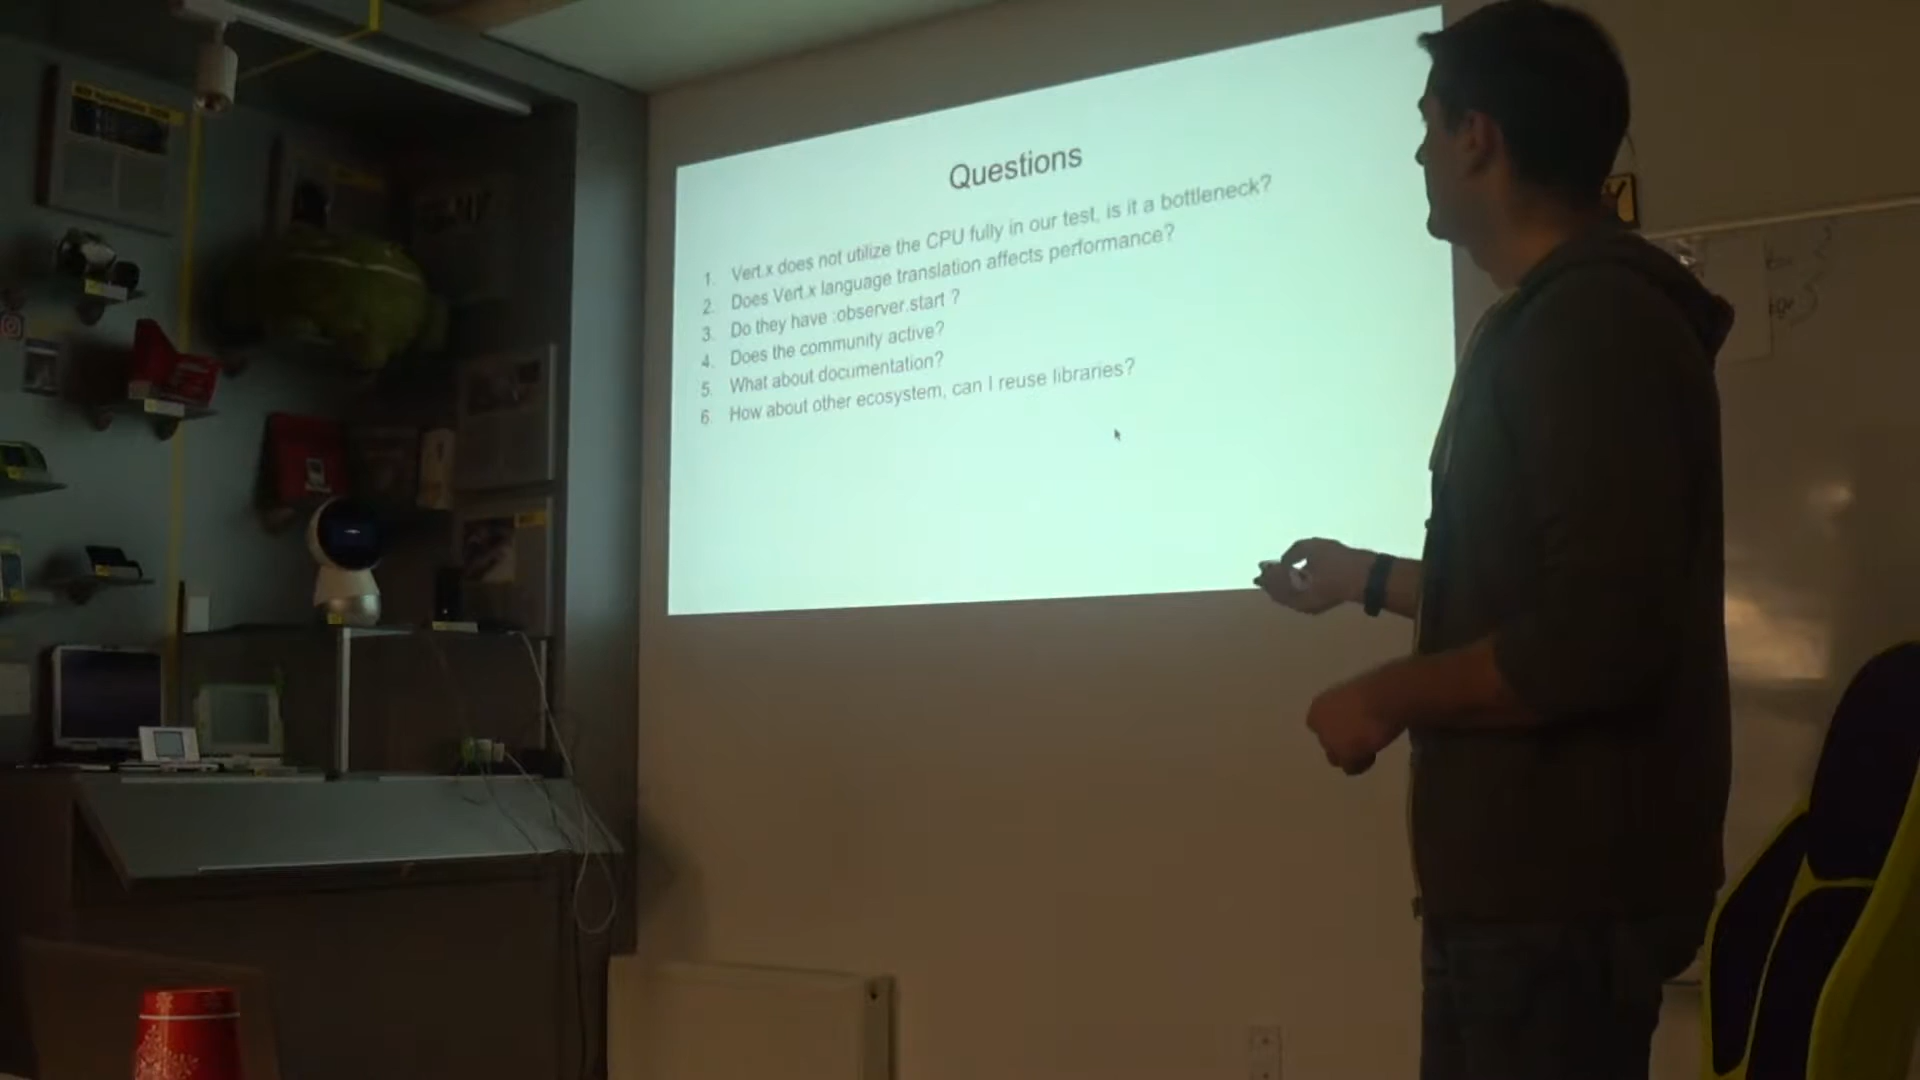 Questions
1. Vert.x does not utilize the CPU fully in our test, is it a bottleneck?
2. Does Vert.x language translation affects performance?
3. Do they have :observer.start ?
4. Does the community active?
5. What about documentation?
6. How about other ecosystem, can I reuse libraries?